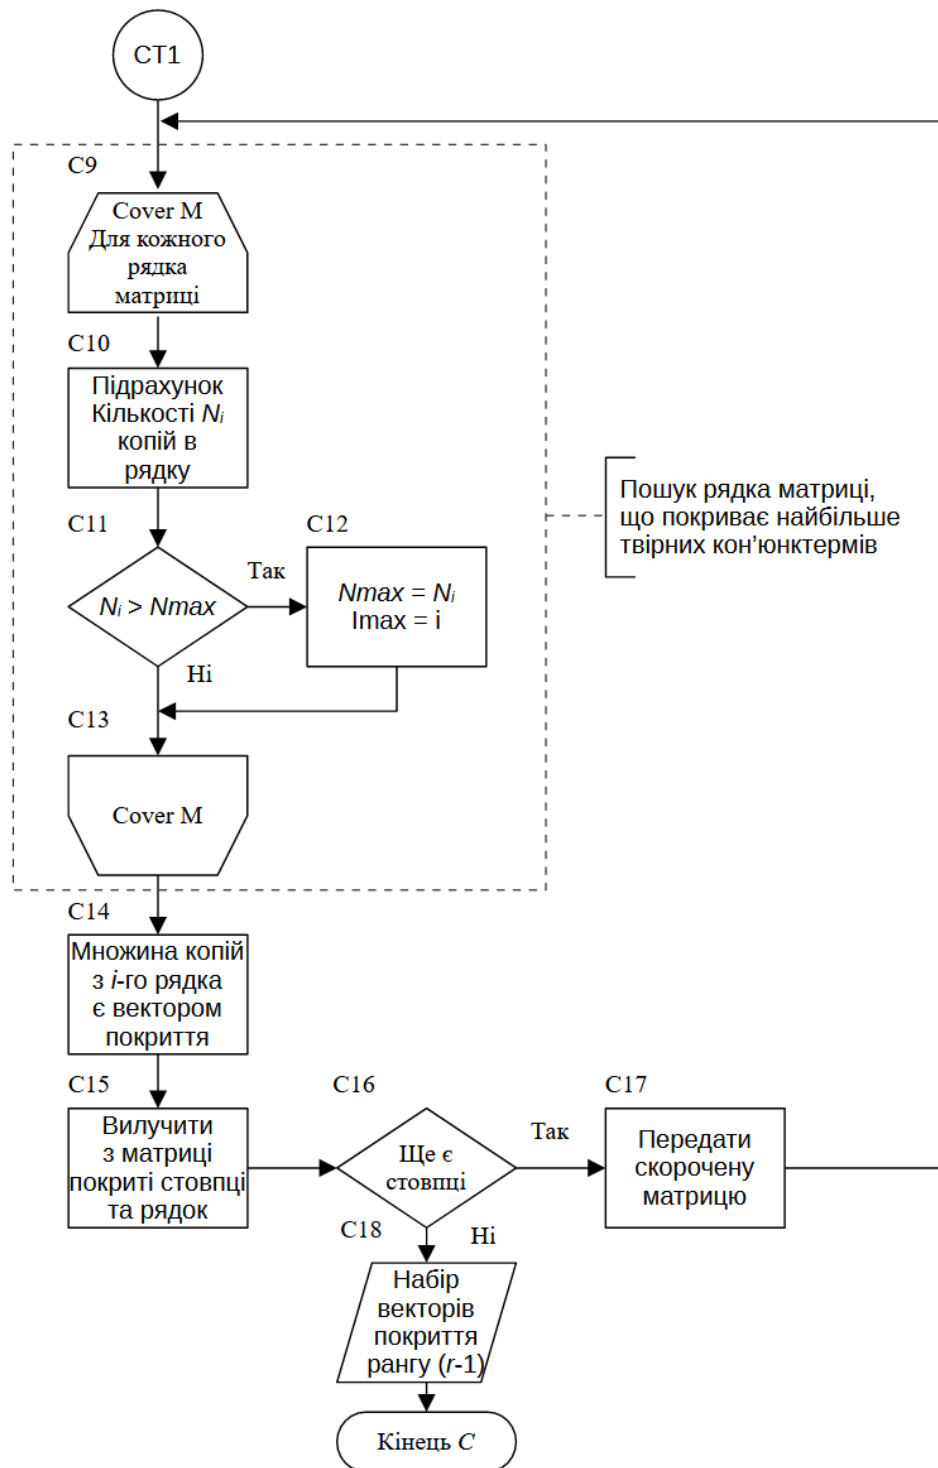 СТ1
С9
Cover M
Для кожного
рядка
матриці
С10
Підрахунок
Кількості Ni
копій в
рядку
С11
Ni > Nmax
Так
С12
Nmax = Ni
Imax = i
Ні
С13
Cover M
Пошук рядка матриці,
що покриває найбільше
твірних кон’юнктермів
С14
Множина копій
з i-го рядка
є вектором
покриття
С15
Вилучити
з матриці
покриті стовпці
та рядок
С16
Ще є
стовпці
Так
С17
Передати
скорочену
матрицю
С18
Ні
Набір
векторів
покриття
рангу (r-1)
Кінець С